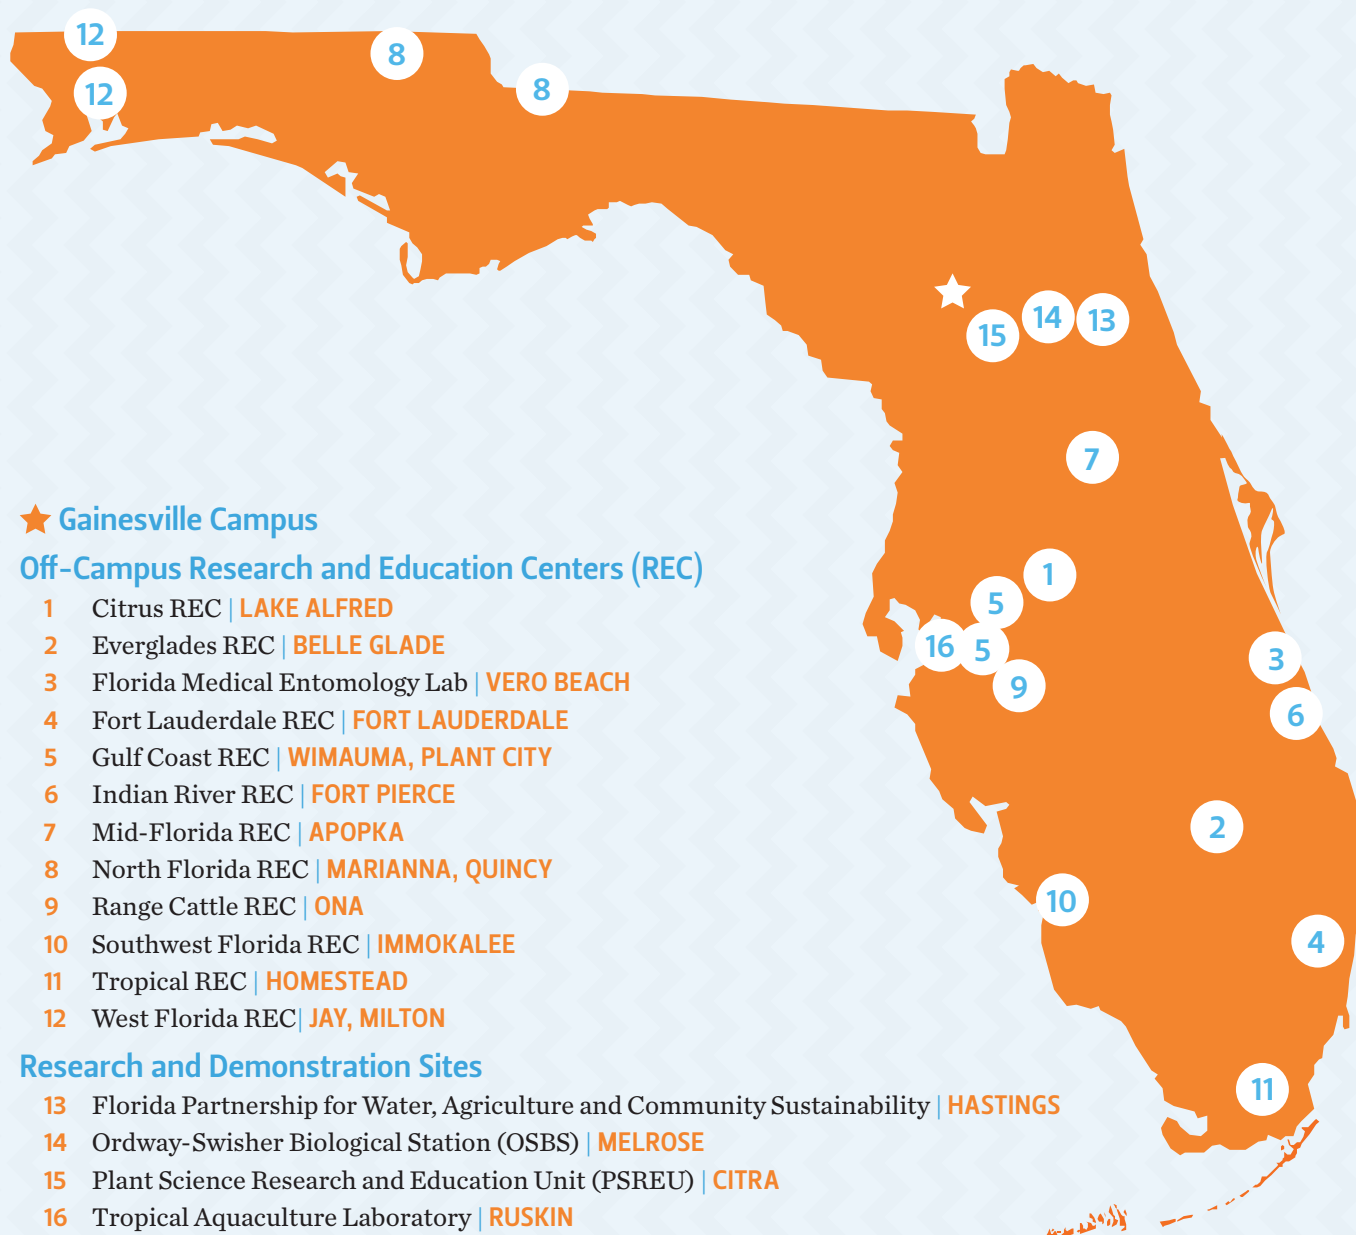 12
8
12
8
14
13
15
7
Gainesville Campus
Off-Campus Research and Education Centers (REC)
1
5
1 Citrus REC | LAKE ALFRED
16
5
3
2 Everglades REC | BELLE GLADE
9
3 Florida Medical Entomology Lab | VERO BEACH
6
4 Fort Lauderdale REC | FORT LAUDERDALE
5 Gulf Coast REC | WIMAUMA, PLANT CITY
6 Indian River REC | FORT PIERCE
2
7 Mid-Florida REC | APOPKA
8 North Florida REC | MARIANNA, QUINCY
10
9 Range Cattle REC | ONA
4
10 Southwest Florida REC | IMMOKALEE
11 Tropical REC | HOMESTEAD
12 West Florida REC| JAY, MILTON
Research and Demonstration Sites
11
13 Florida Partnership for Water, Agriculture and Community Sustainability | HASTINGS
14 Ordway-Swisher Biological Station (OSBS) | MELROSE
15 Plant Science Research and Education Unit (PSREU) | CITRA
16 Tropical Aquaculture Laboratory | RUSKIN